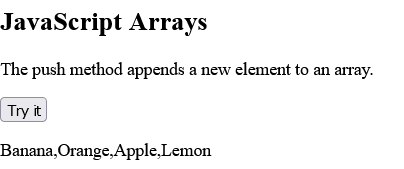 JavaScript Arrays
The push method appends a new element to an array.
Try it
Banana,Orange,Apple,Lemon